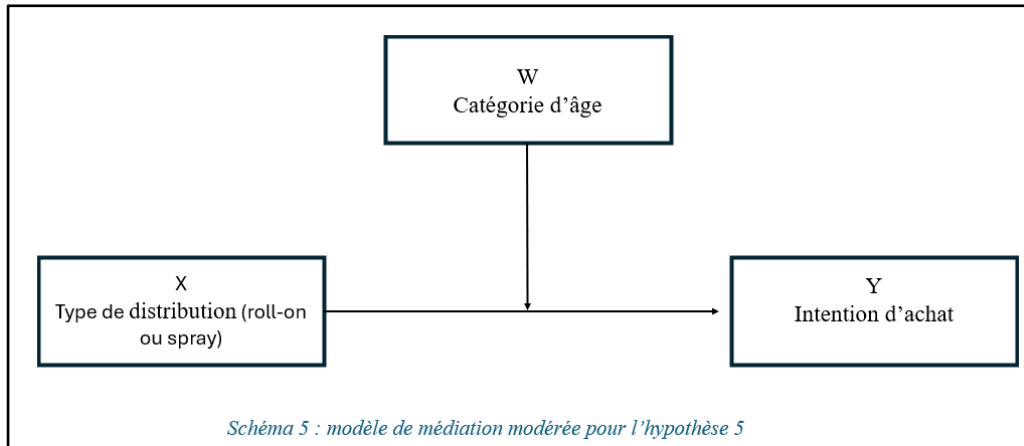 W
Catégorie d’âge
X
Type de distribution (roll-on
ou spray)
Y
Intention d’achat
Schéma 5 : modèle de médiation modérée pour l’hypothèse 5